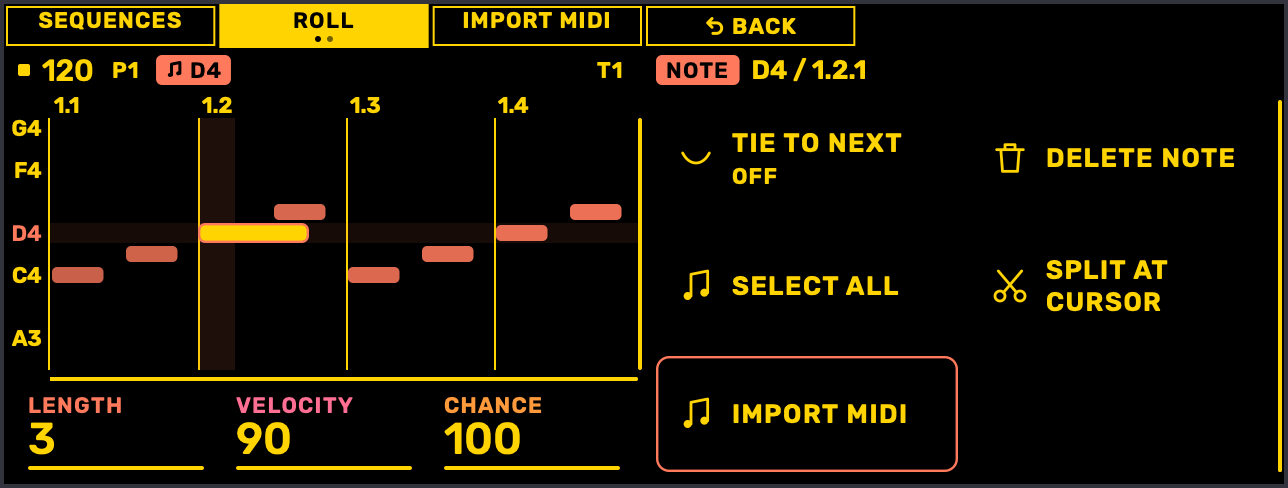 SEQUENCES
ROLL
IMPORT MIDI
BACK
120 P1 D4 T1
NOTE D4 / 1.2.1
1.1 1.2 1.3 1.4
G4
F4
D4
C4
A3
LENGTH
3
VELOCITY
90
CHANCE
100
TIE TO NEXT
OFF
DELETE NOTE
SELECT ALL
SPLIT AT
CURSOR
IMPORT MIDI